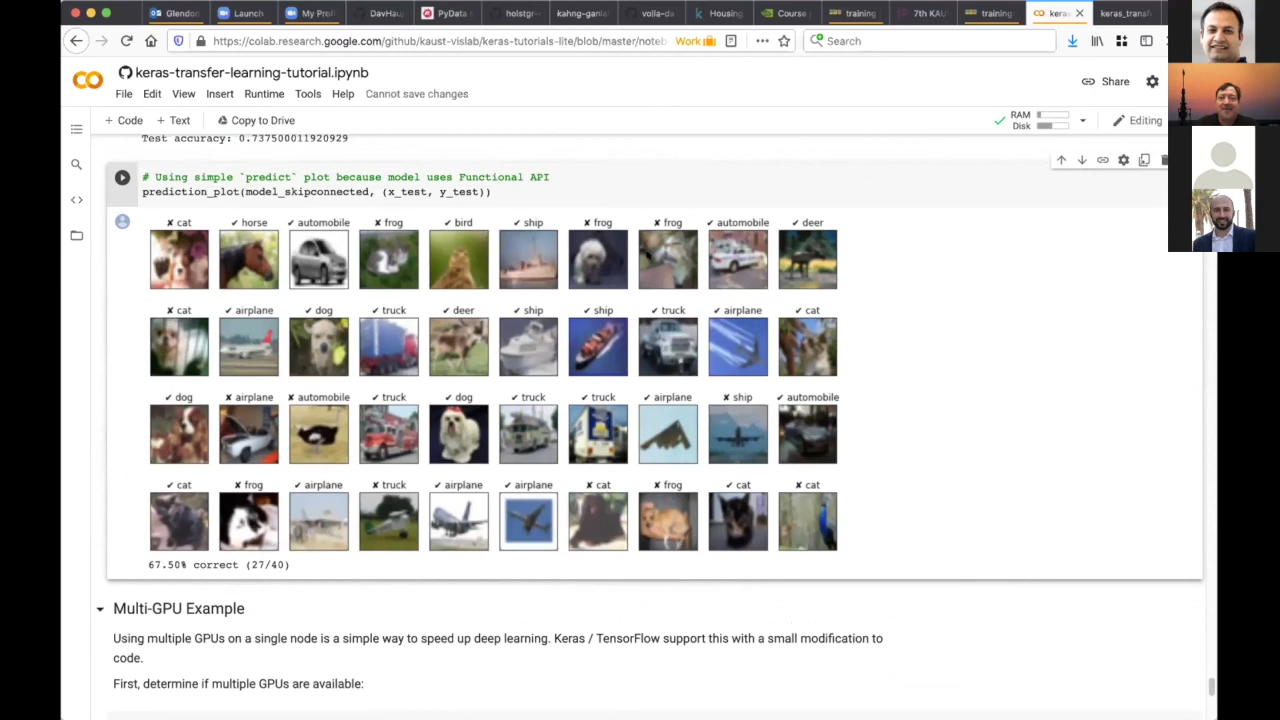 Glendon
Launch
My Profi
DavHaup
PyData M
holstgr-
kahng-ganlal
volla-da
Housing
Course p
training-
7th KAU
training-
keras
keras_transf
https://colab.research.google.com/github/kaust-vislab/keras-tutorials-lite/blob/master/noteb
Work
Search
keras-transfer-learning-tutorial.ipynb
Share
File Edit View Insert Runtime Tools Help Cannot save changes
+ Code + Text Copy to Drive
RAM
Disk
Editing
Test accuracy: 0.737500011920929
# Using simple `predict` plot because model uses Functional API
prediction_plot(model_skipconnected, (x_test, y_test))
✘ cat ✔ horse ✔ automobile ✘ frog ✔ bird ✔ ship ✘ frog ✘ frog ✔ automobile ✔ deer
✘ cat ✔ airplane ✔ dog ✔ truck ✔ deer ✔ ship ✔ ship ✔ truck ✔ airplane ✔ cat
✔ dog ✘ airplane ✘ automobile ✔ truck ✔ dog ✔ truck ✔ truck ✔ airplane ✘ ship ✔ automobile
✔ cat ✘ frog ✔ airplane ✘ truck ✔ airplane ✔ airplane ✘ cat ✘ frog ✔ cat ✘ cat
67.50% correct (27/40)
Multi-GPU Example
Using multiple GPUs on a single node is a simple way to speed up deep learning. Keras / TensorFlow support this with a small modification to
code.
First, determine if multiple GPUs are available: